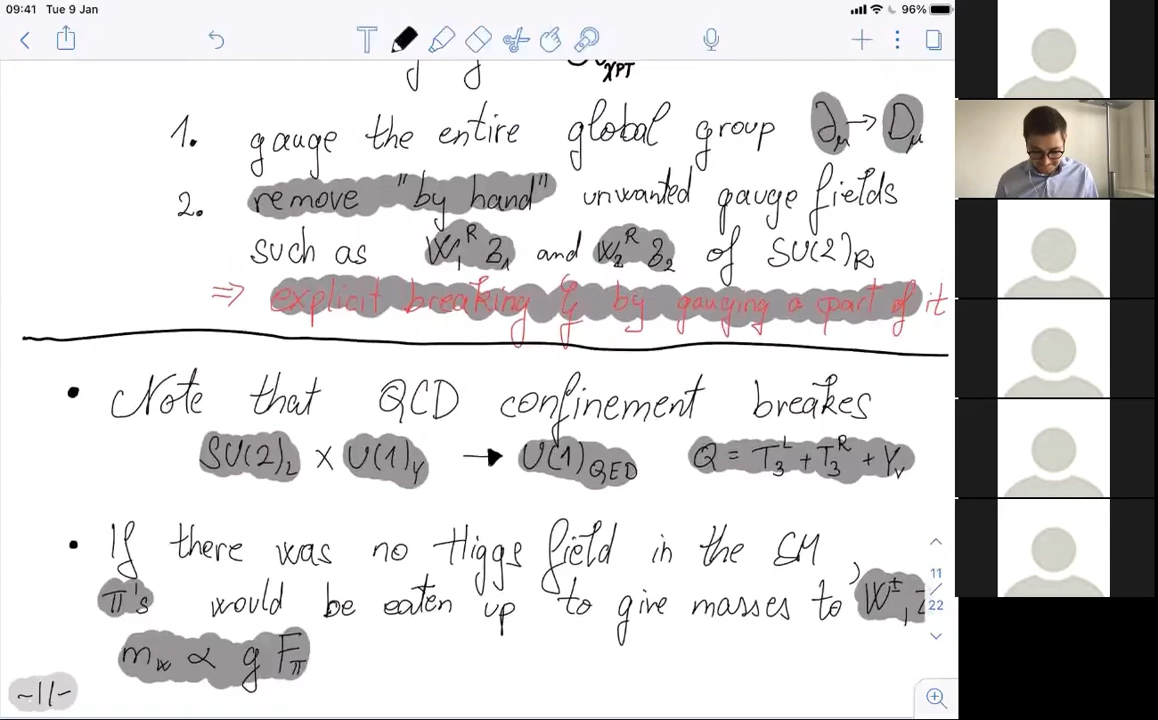 09:41 Tue 9 Jan
96%
χPT
1. gauge the entire global group ∂μ → Dμ
2. remove "by hand" unwanted gauge fields
such as W₁ᴿ B₁ and W₂ᴿ B₂ of SU(2)R
⇒ explicit breaking by gauging a part of it
• Note that QCD confinement breakes
SU(2)L × U(1)Y → U(1)QED Q = T₃ᴸ + T₃ᴿ + Yᵥ
• If there was no Higgs field in the SM,
π's would be eaten up to give masses to W±, Z
mw ∝ g Fπ
11
/
22
-11-